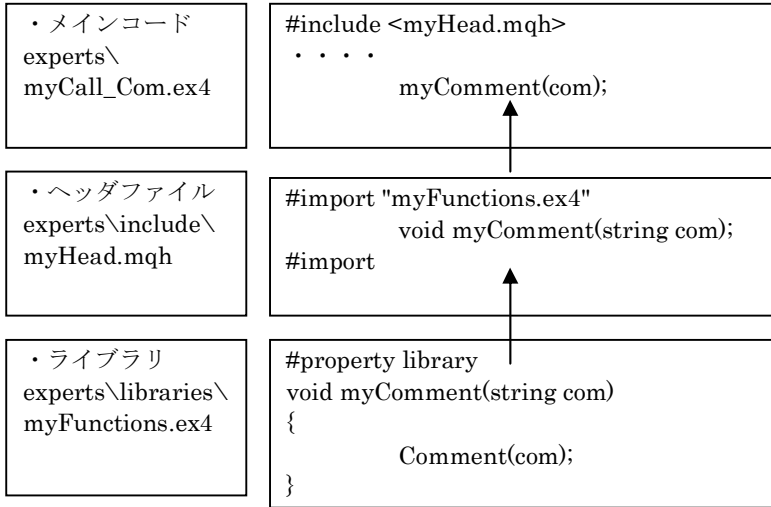 ・メインコード
experts\
myCall_Com.ex4
#include <myHead.mqh>
・・・・
myComment(com);
・ヘッダファイル
experts\include\
myHead.mqh
#import "myFunctions.ex4"
void myComment(string com);
#import
・ライブラリ
experts\libraries\
myFunctions.ex4
#property library
void myComment(string com)
{
Comment(com);
}